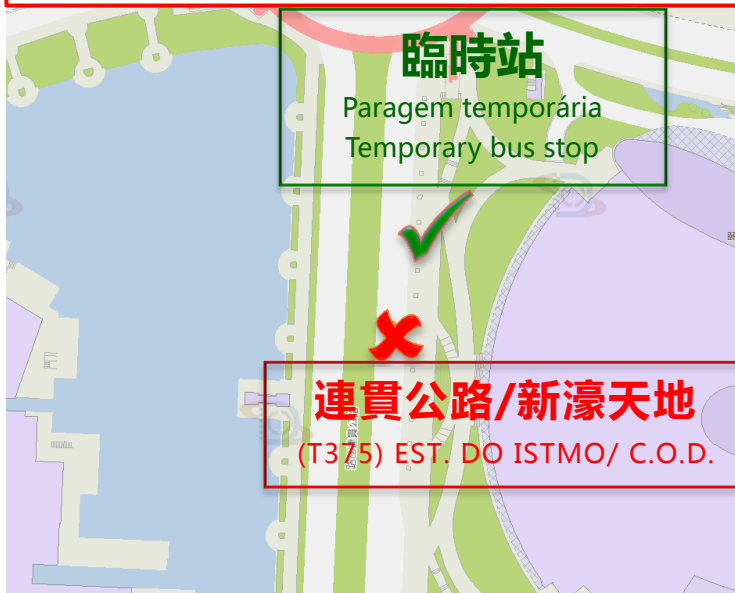 臨時站
Paragem temporária
Temporary bus stop
連貫公路/新濠天地
(T375) EST. DO ISTMO/ C.O.D.